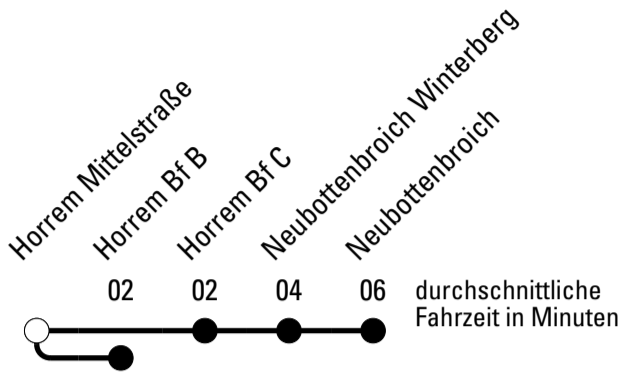 Horrem Mittelstraße
Horrem Bf B
Horrem Bf C
Neubottenbroich Winterberg
Neubottenbroich
02 02 04 06 durchschnittliche
Fahrzeit in Minuten